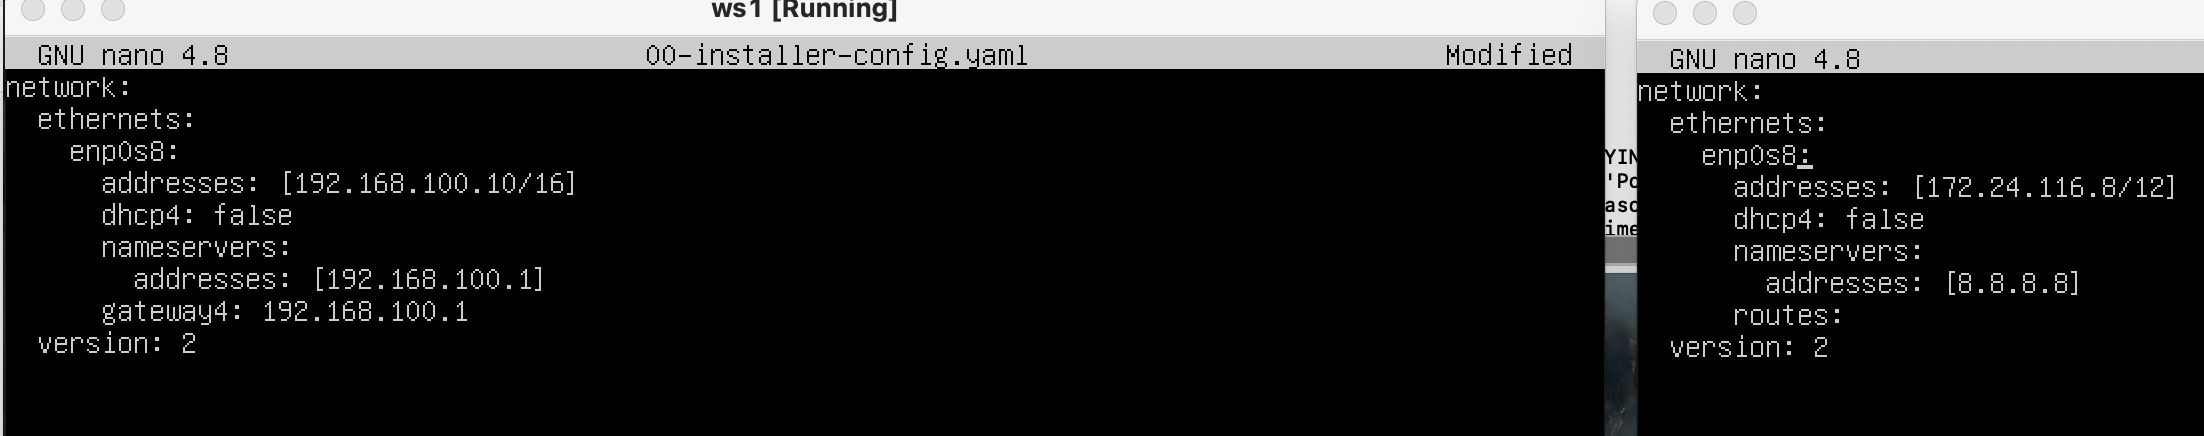 ws1 [Running]
GNU nano 4.8 00-installer-config.yaml Modified
network:
  ethernets:
    enp0s8:
      addresses: [192.168.100.10/16]
      dhcp4: false
      nameservers:
        addresses: [192.168.100.1]
      gateway4: 192.168.100.1
  version: 2
YIN
'Po
aso
ime
GNU nano 4.8
network:
  ethernets:
    enp0s8:
      addresses: [172.24.116.8/12]
      dhcp4: false
      nameservers:
        addresses: [8.8.8.8]
      routes:
  version: 2